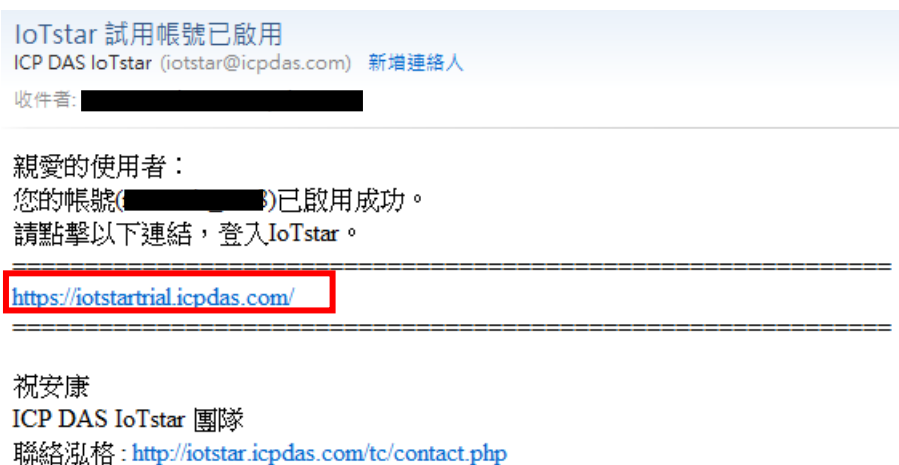 IoTstar 試用帳號已啟用
ICP DAS IoTstar (iotstar@icpdas.com) 新增連絡人
收件者:
親愛的使用者：
您的帳號( )已啟用成功。
請點擊以下連結，登入IoTstar。
============================================================
https://iotstartrial.icpdas.com/
============================================================
祝安康
ICP DAS IoTstar 團隊
聯絡泓格 : http://iotstar.icpdas.com/tc/contact.php